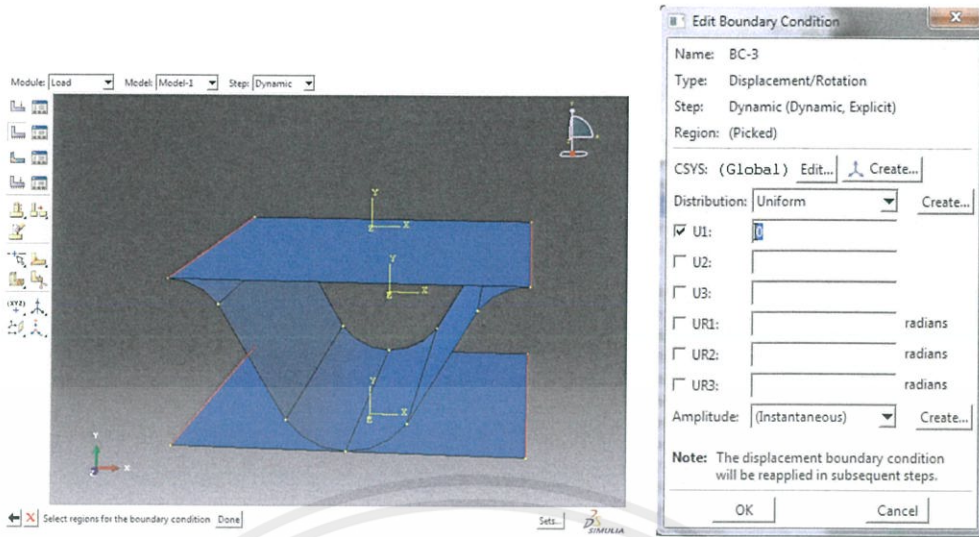 Module: Load Model: Model-1 Step: Dynamic
Y
X
Z
Y
X
Z
Y
X
Z
Y
X
Select regions for the boundary condition Done
Sets...
DS SIMULIA
Edit Boundary Condition
Name: BC-3
Type: Displacement/Rotation
Step: Dynamic (Dynamic, Explicit)
Region: (Picked)
CSYS: (Global) Edit... Create...
Distribution: Uniform Create...
U1: 0
U2:
U3:
UR1: radians
UR2: radians
UR3: radians
Amplitude: (Instantaneous) Create...
Note: The displacement boundary condition
will be reapplied in subsequent steps.
OK Cancel